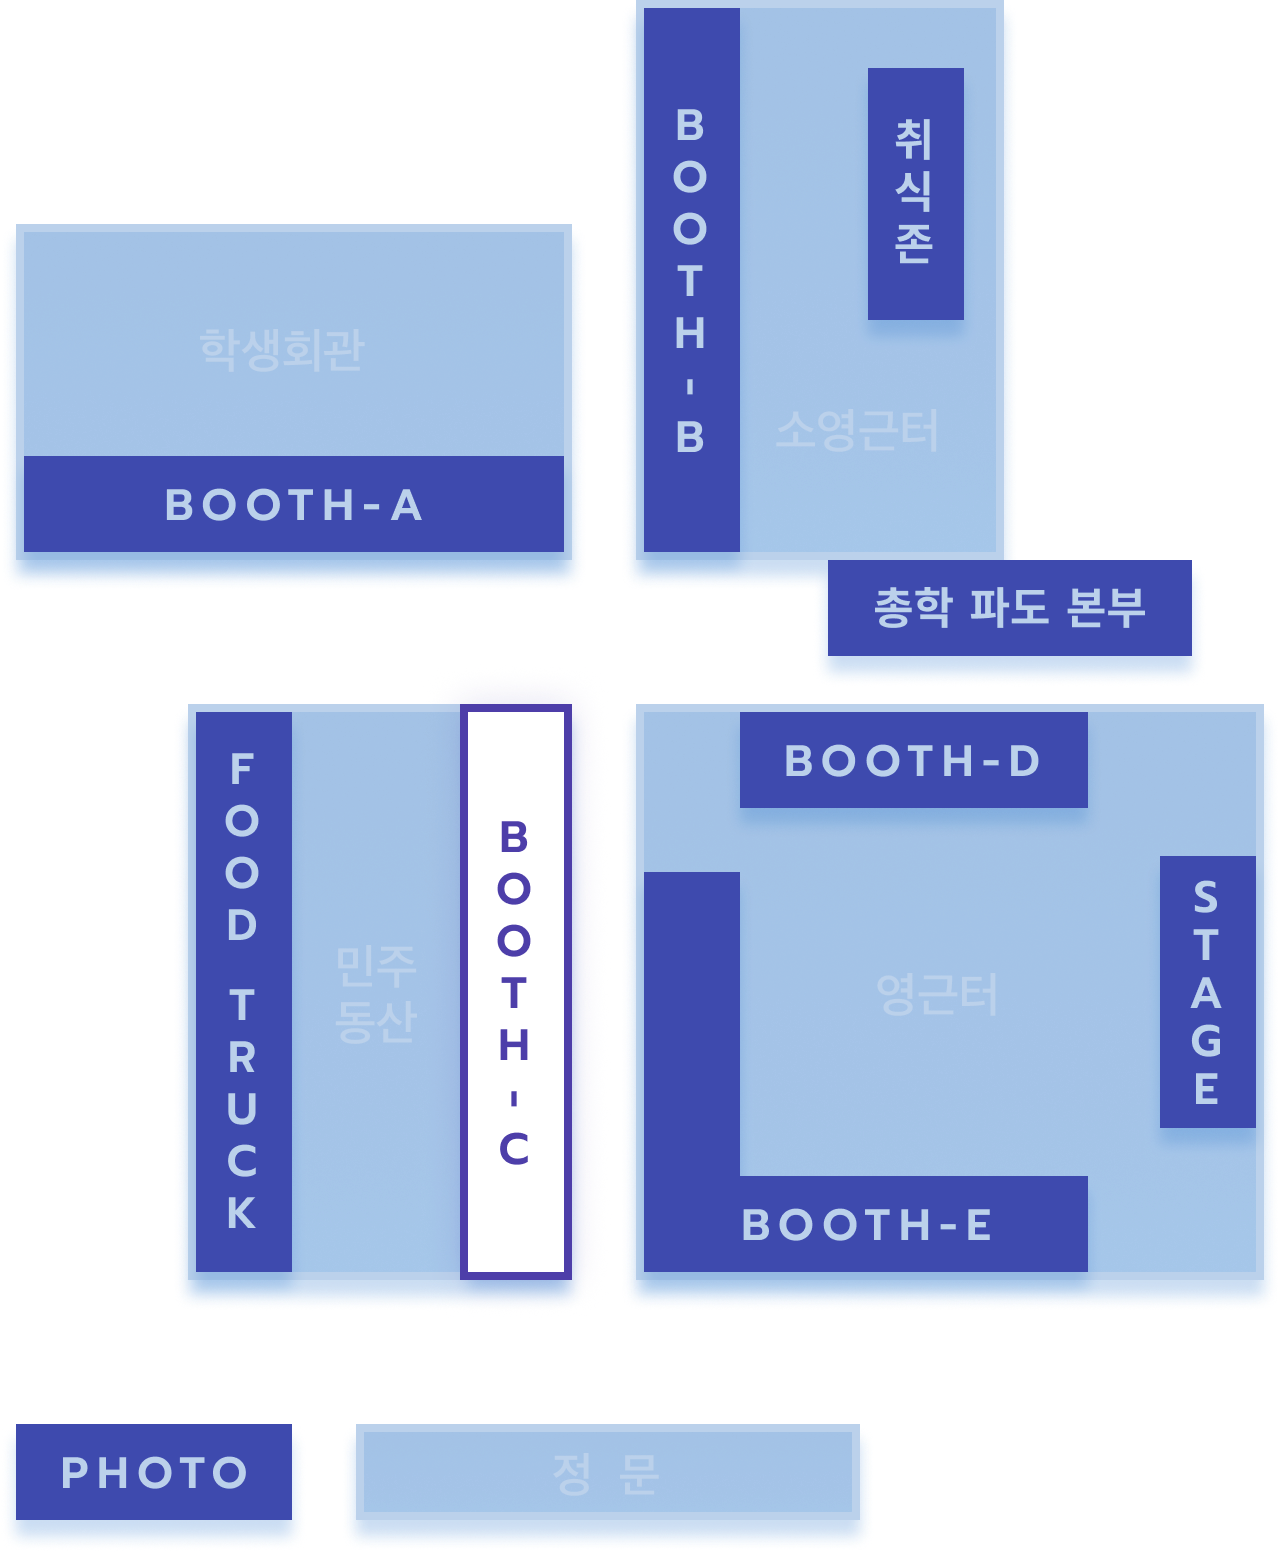 BOOTH-B
취식존
학생회관
소영근터
BOOTH-A
총학 파도 본부
FOOD TRUCK
민주
동산
BOOTH-C
BOOTH-D
영근터
STAGE
BOOTH-E
PHOTO
정 문